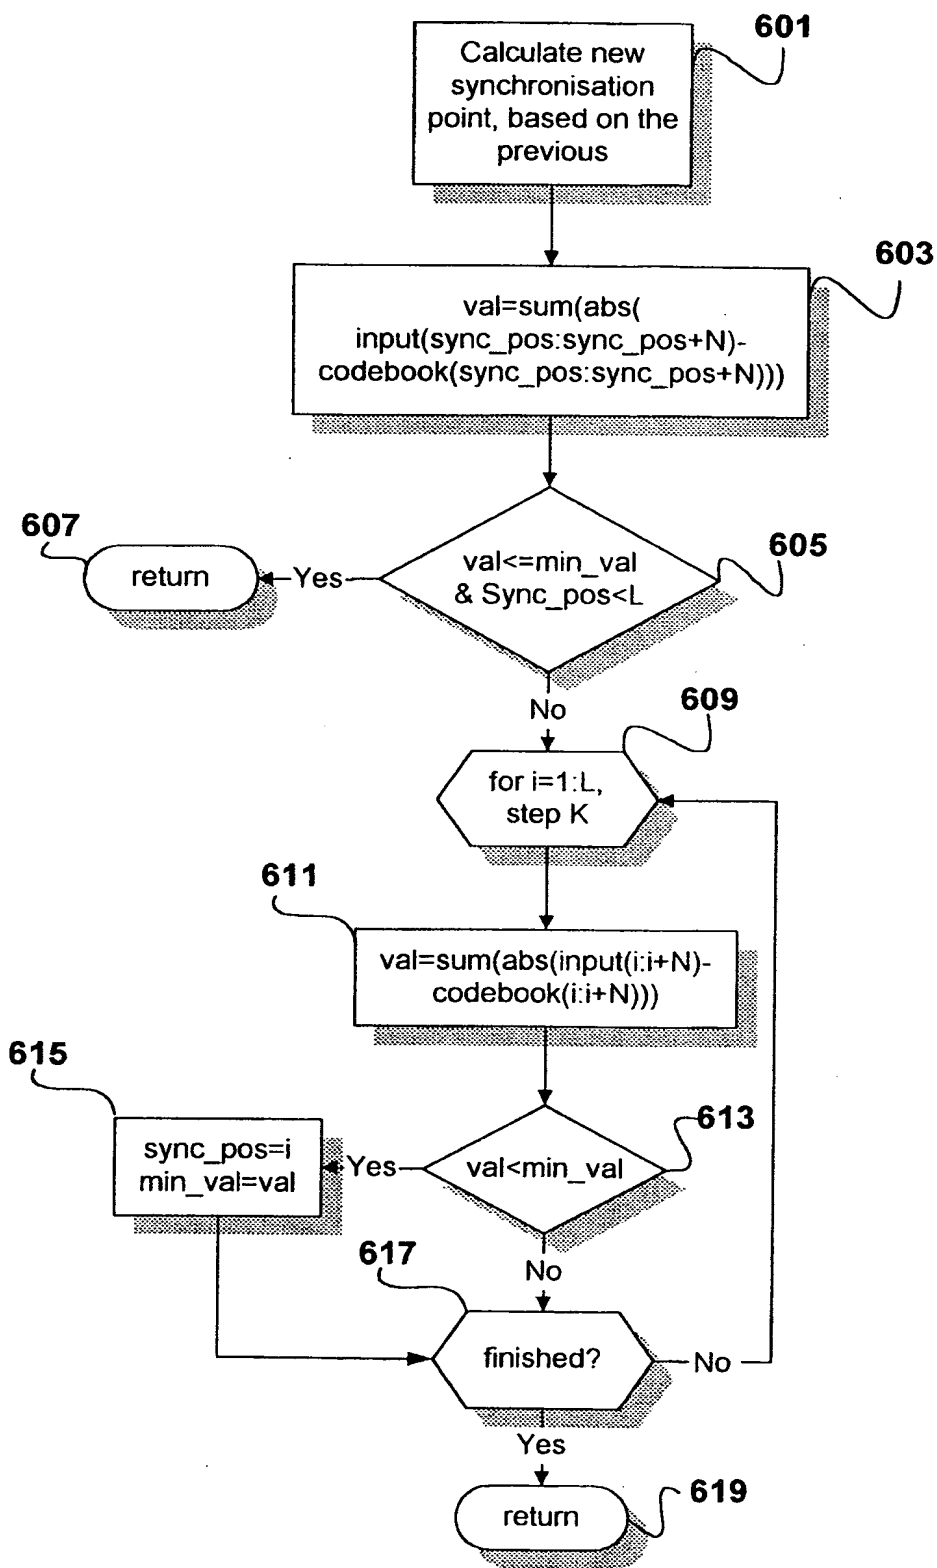 601
Calculate new
synchronisation
point, based on the
previous
603
val=sum(abs(
input(sync_pos:sync_pos+N)-
codebook(sync_pos:sync_pos+N)))
605
val<=min_val
& Sync_pos<L
Yes
607
return
No
609
for i=1:L,
step K
611
val=sum(abs(input(i:i+N)-
codebook(i:i+N)))
613
val<min_val
Yes
615
sync_pos=i
min_val=val
No
617
finished?
No
Yes
return
619